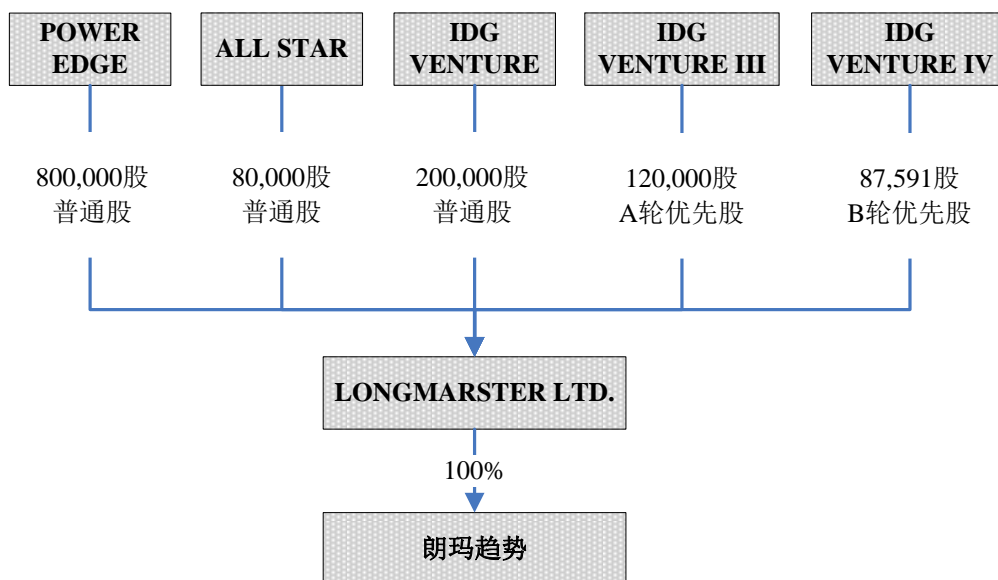 POWER
EDGE
ALL STAR
IDG
VENTURE
IDG
VENTURE III
IDG
VENTURE IV
800,000股
普通股
80,000股
普通股
200,000股
普通股
120,000股
A轮优先股
87,591股
B轮优先股
LONGMARSTER LTD.
100%
朗玛趋势